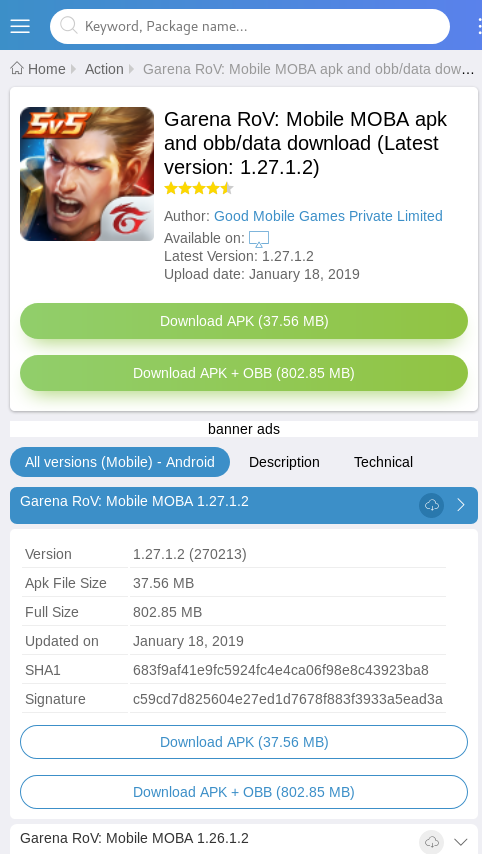 Keyword, Package name...
Home Action Garena RoV: Mobile MOBA apk and obb/data dow...
5v5
Garena
Garena RoV: Mobile MOBA apk
and obb/data download (Latest
version: 1.27.1.2)
Author: Good Mobile Games Private Limited
Available on:
Latest Version: 1.27.1.2
Upload date: January 18, 2019
Download APK (37.56 MB)
Download APK + OBB (802.85 MB)
banner ads
All versions (Mobile) - Android Description Technical
Garena RoV: Mobile MOBA 1.27.1.2
Version 1.27.1.2 (270213)
Apk File Size 37.56 MB
Full Size 802.85 MB
Updated on January 18, 2019
SHA1 683f9af41e9fc5924fc4e4ca06f98e8c43923ba8
Signature c59cd7d825604e27ed1d7678f883f3933a5ead3a
Download APK (37.56 MB)
Download APK + OBB (802.85 MB)
Garena RoV: Mobile MOBA 1.26.1.2